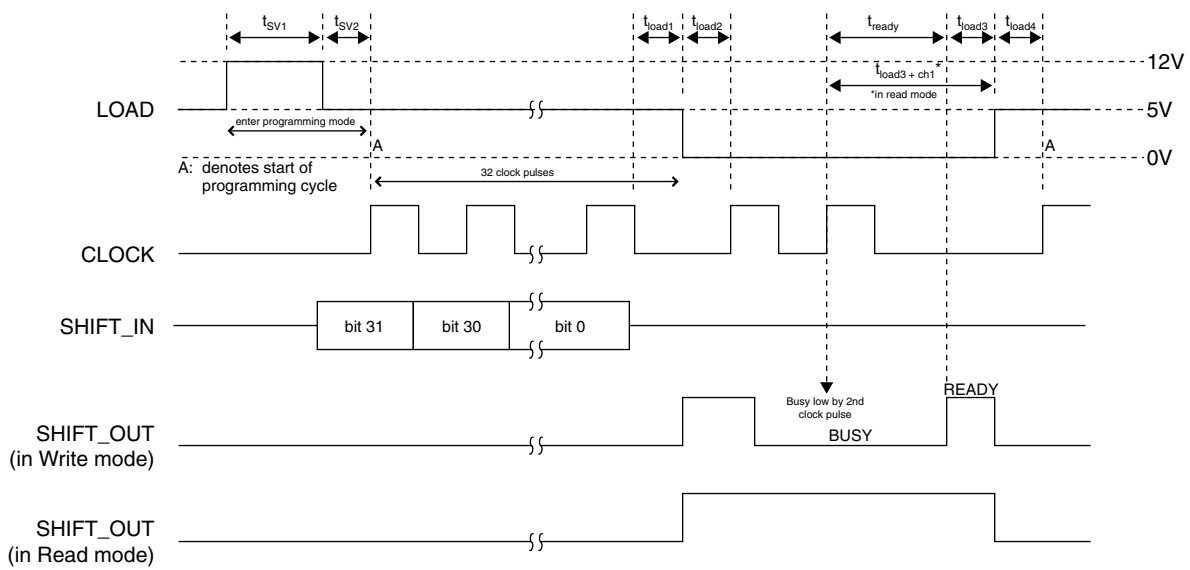 tSV1 tSV2 tload1 tload2 tready tload3 tload4
12V
tload3 + ch1*
*in read mode
LOAD
5V
enter programming mode
A
A
0V
A: denotes start of
programming cycle
32 clock pulses
CLOCK
SHIFT_IN
bit 31 bit 30 bit 0
READY
Busy low by 2nd
clock pulse
BUSY
SHIFT_OUT
(in Write mode)
SHIFT_OUT
(in Read mode)